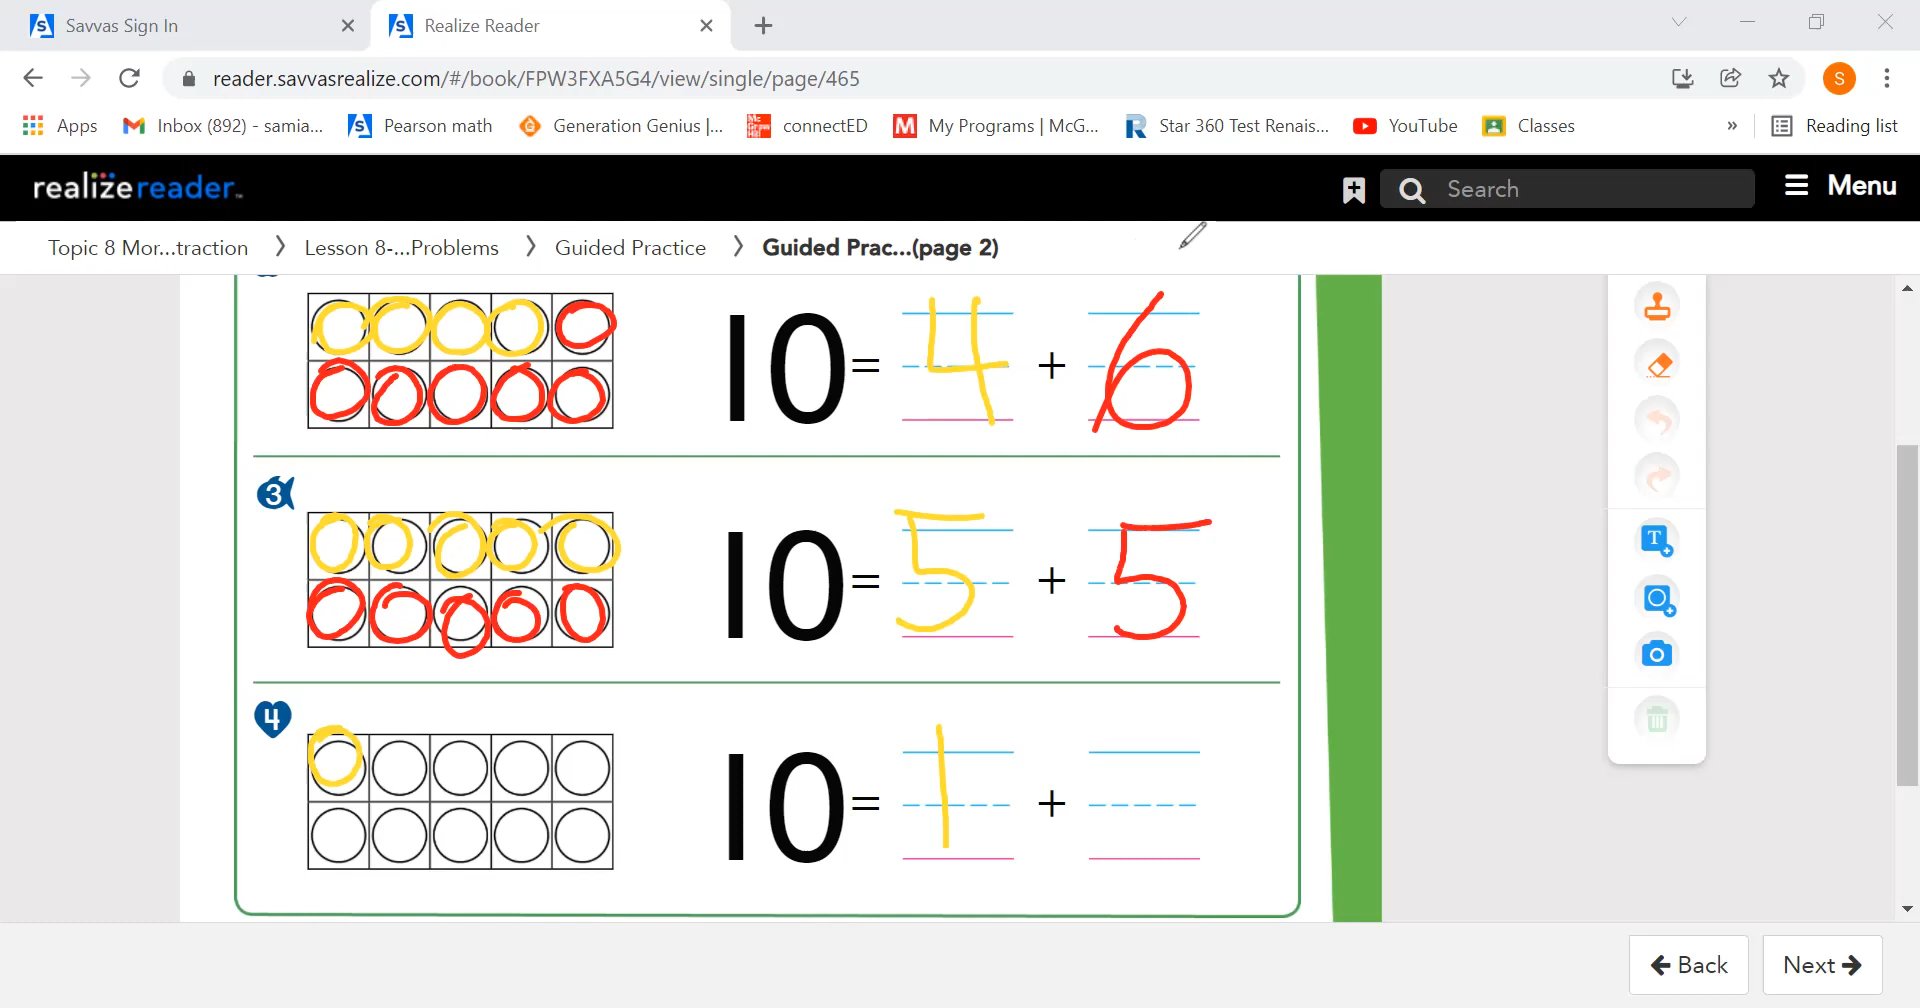 Savvas Sign In
Realize Reader
reader.savvasrealize.com/#/book/FPW3FXA5G4/view/single/page/465
S
Apps
Inbox (892) - samia...
Pearson math
Generation Genius |...
connectED
My Programs | McG...
Star 360 Test Renais...
YouTube
Classes
»
Reading list
realizereader™
Search
Menu
Topic 8 Mor...traction
Lesson 8-...Problems
Guided Practice
Guided Prac...(page 2)
10 = 4 + 6
3
10 = 5 + 5
4
10 = 1 +
T
Back
Next